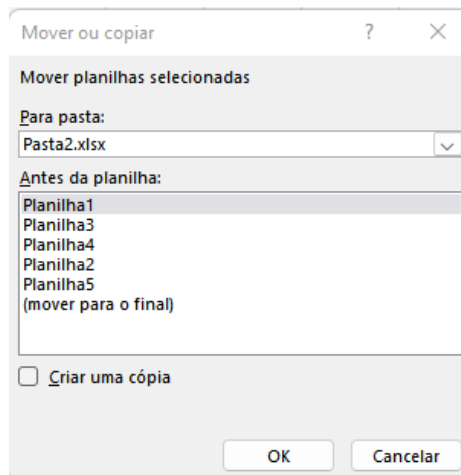 Mover ou copiar ?
Mover planilhas selecionadas
Para pasta:
Pasta2.xlsx
Antes da planilha:
Planilha1
Planilha3
Planilha4
Planilha2
Planilha5
(mover para o final)
Criar uma cópia
OK Cancelar